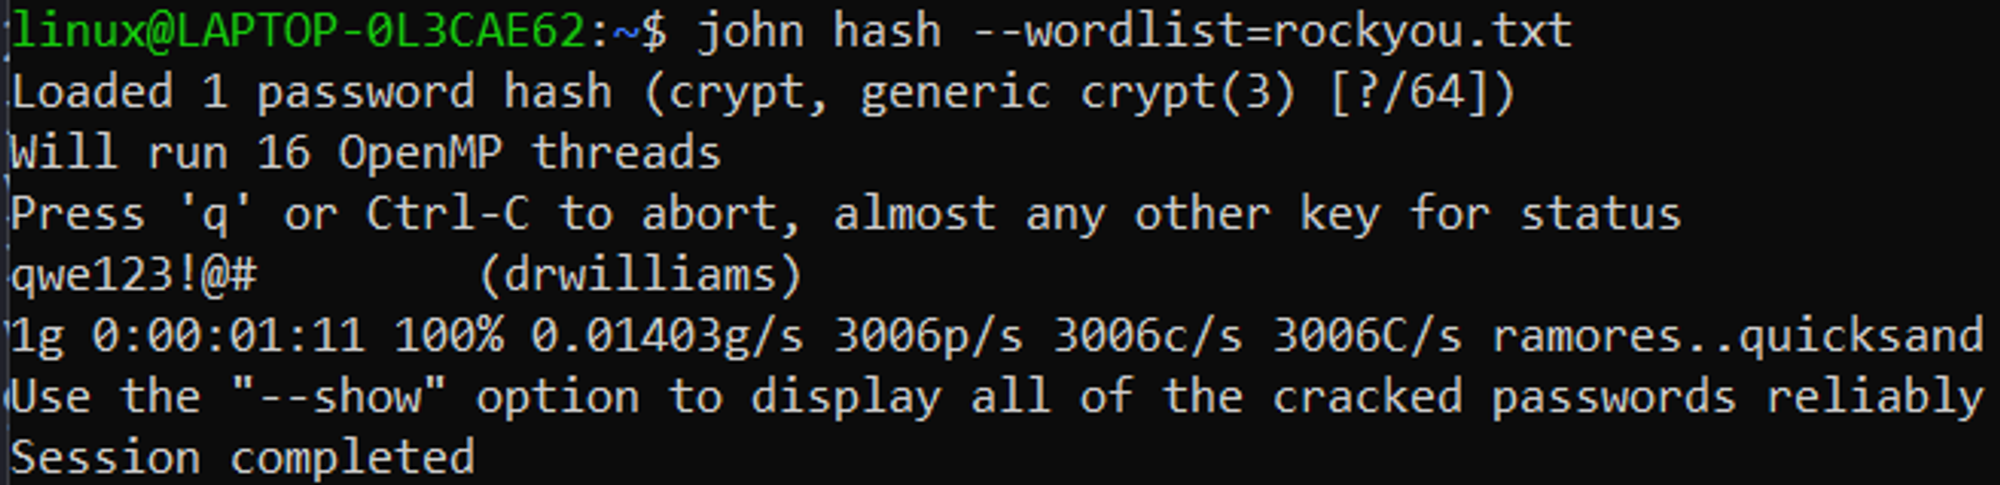 linux@LAPTOP-0L3CAE62:~$ john hash --wordlist=rockyou.txt
Loaded 1 password hash (crypt, generic crypt(3) [?/64])
Will run 16 OpenMP threads
Press 'q' or Ctrl-C to abort, almost any other key for status
qwe123!@#        (drwilliams)
1g 0:00:01:11 100% 0.01403g/s 3006p/s 3006c/s 3006C/s ramores..quicksand
Use the "--show" option to display all of the cracked passwords reliably
Session completed